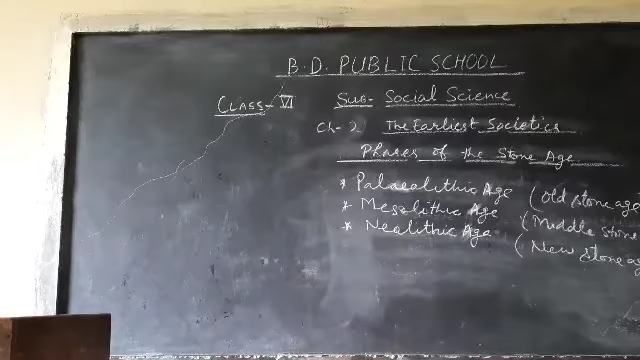 B.D. PUBLIC SCHOOL
CLASS-VI Sub- Social Science
Ch-2 The Earliest Societies
Phases of the Stone Age
* Palaeolithic Age (Old stone age
* Mesolithic Age (Middle stone
* Neolithic Age (New stone ag